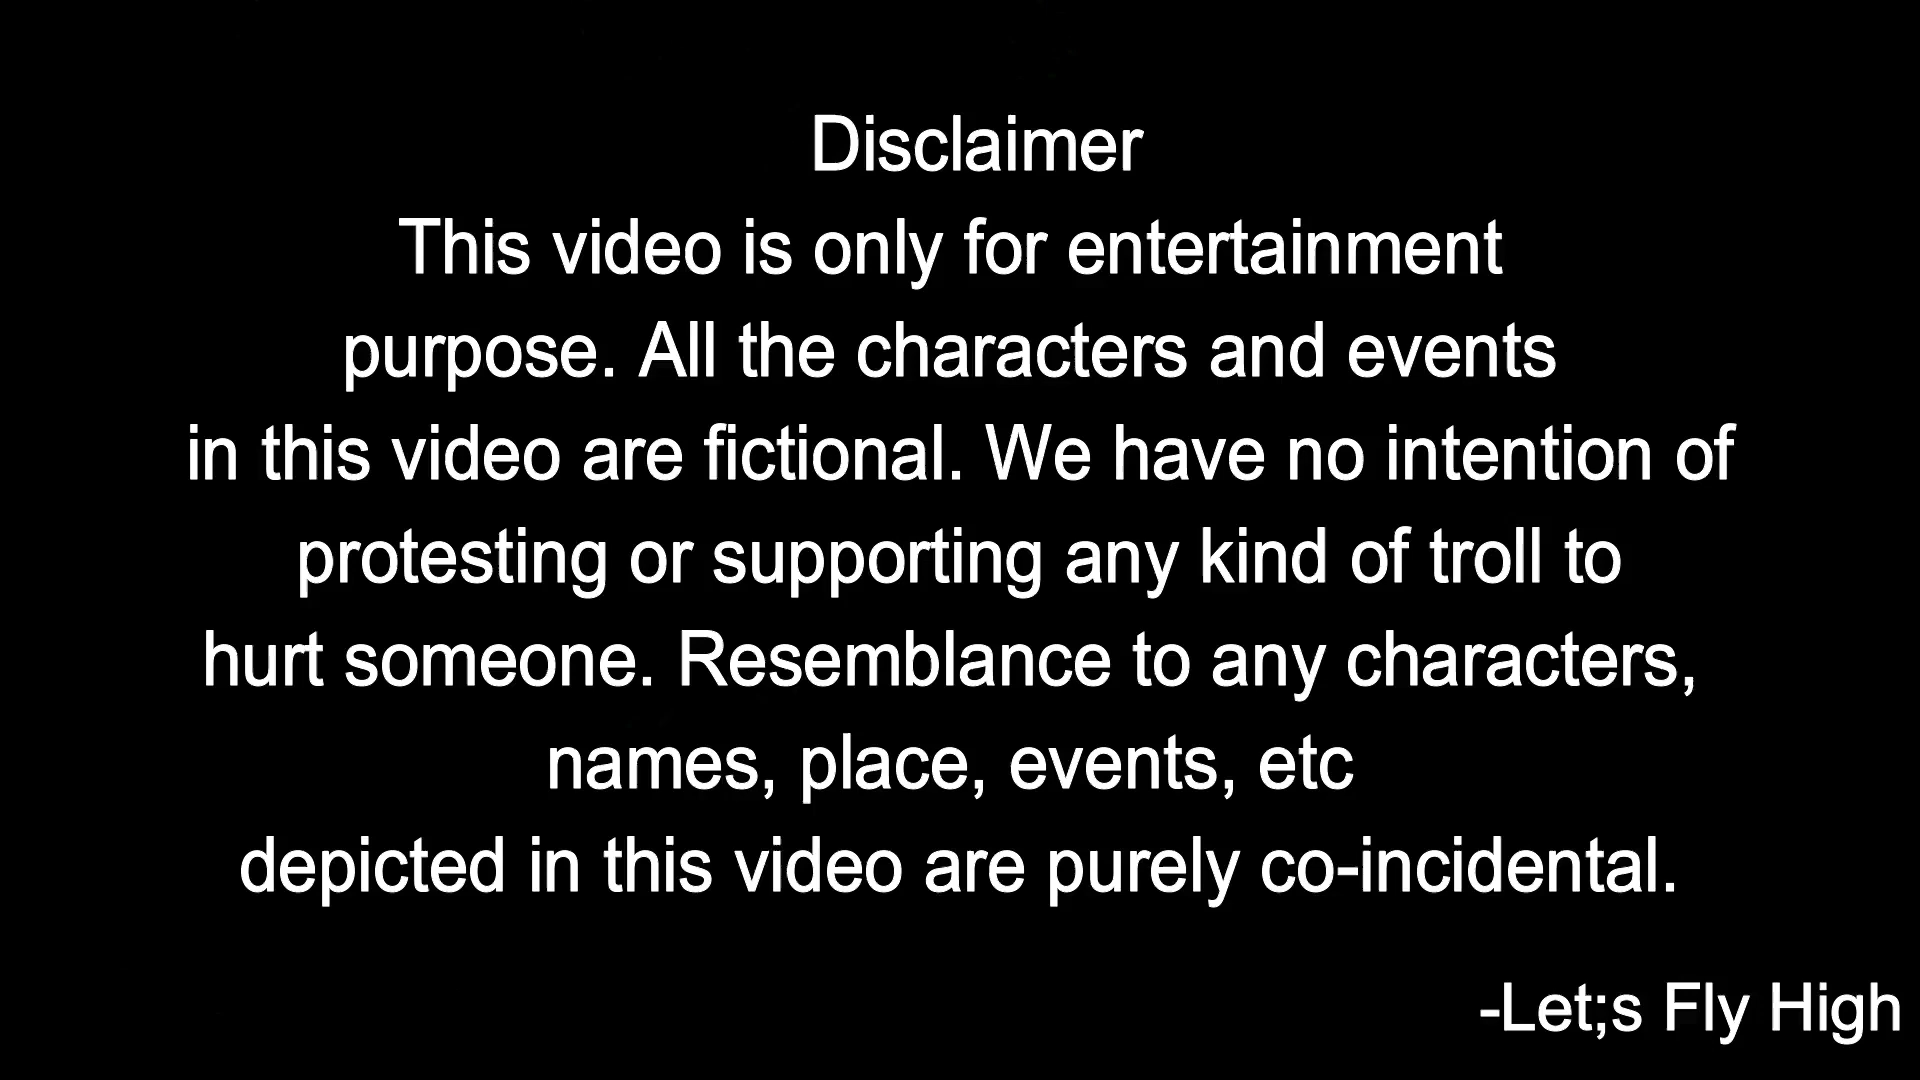 Disclaimer
This video is only for entertainment
purpose. All the characters and events
in this video are fictional. We have no intention of
protesting or supporting any kind of troll to
hurt someone. Resemblance to any characters,
names, place, events, etc
depicted in this video are purely co-incidental.
-Let;s Fly High